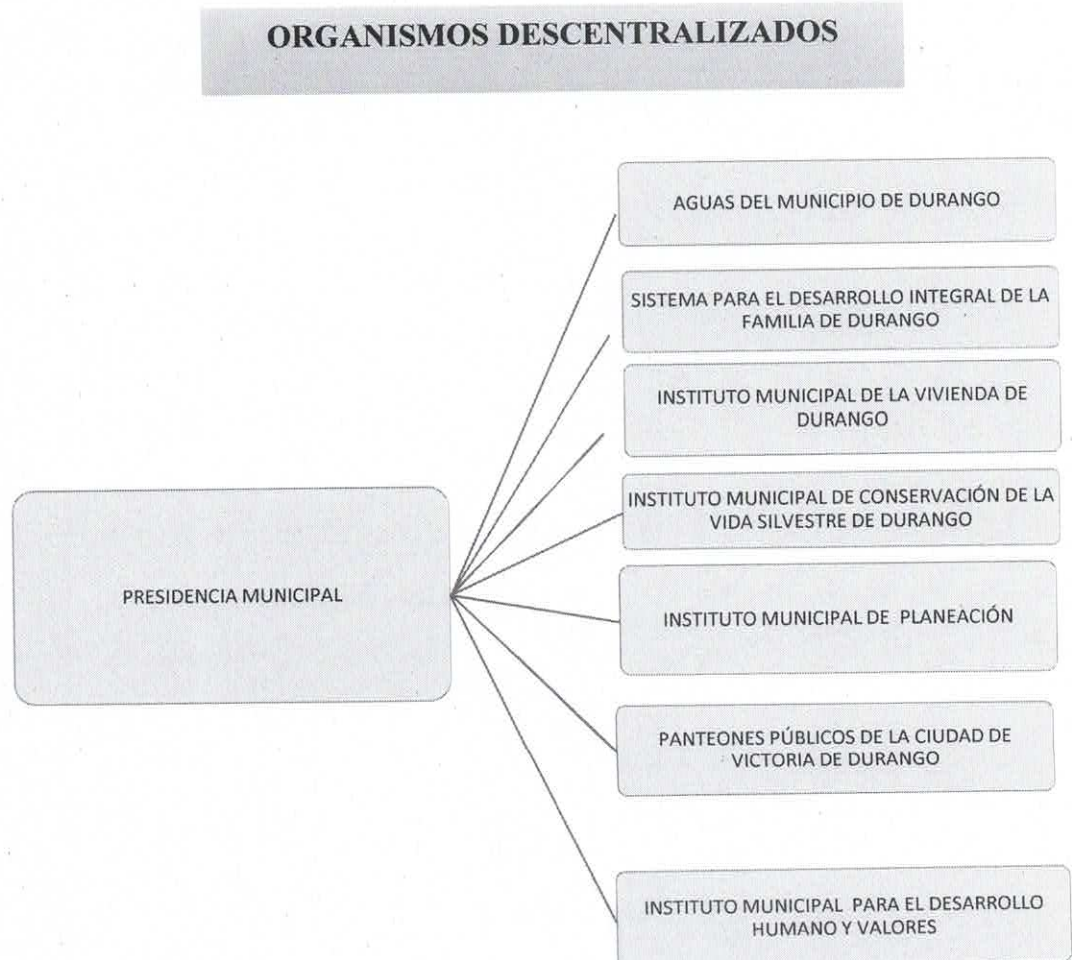 ORGANISMOS DESCENTRALIZADOS
AGUAS DEL MUNICIPIO DE DURANGO
SISTEMA PARA EL DESARROLLO INTEGRAL DE LA
FAMILIA DE DURANGO
INSTITUTO MUNICIPAL DE LA VIVIENDA DE
DURANGO
INSTITUTO MUNICIPAL DE CONSERVACIÓN DE LA
VIDA SILVESTRE DE DURANGO
PRESIDENCIA MUNICIPAL
INSTITUTO MUNICIPAL DE PLANEACIÓN
PANTEONES PÚBLICOS DE LA CIUDAD DE
VICTORIA DE DURANGO
INSTITUTO MUNICIPAL PARA EL DESARROLLO
HUMANO Y VALORES